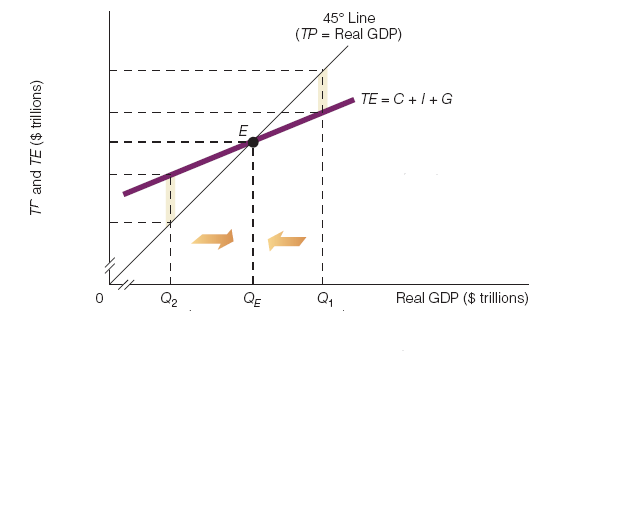 45° Line
(TP = Real GDP)
TE = C + I + G
E
TP and TE ($ trillions)
0
Q2
QE
Q1
Real GDP ($ trillions)